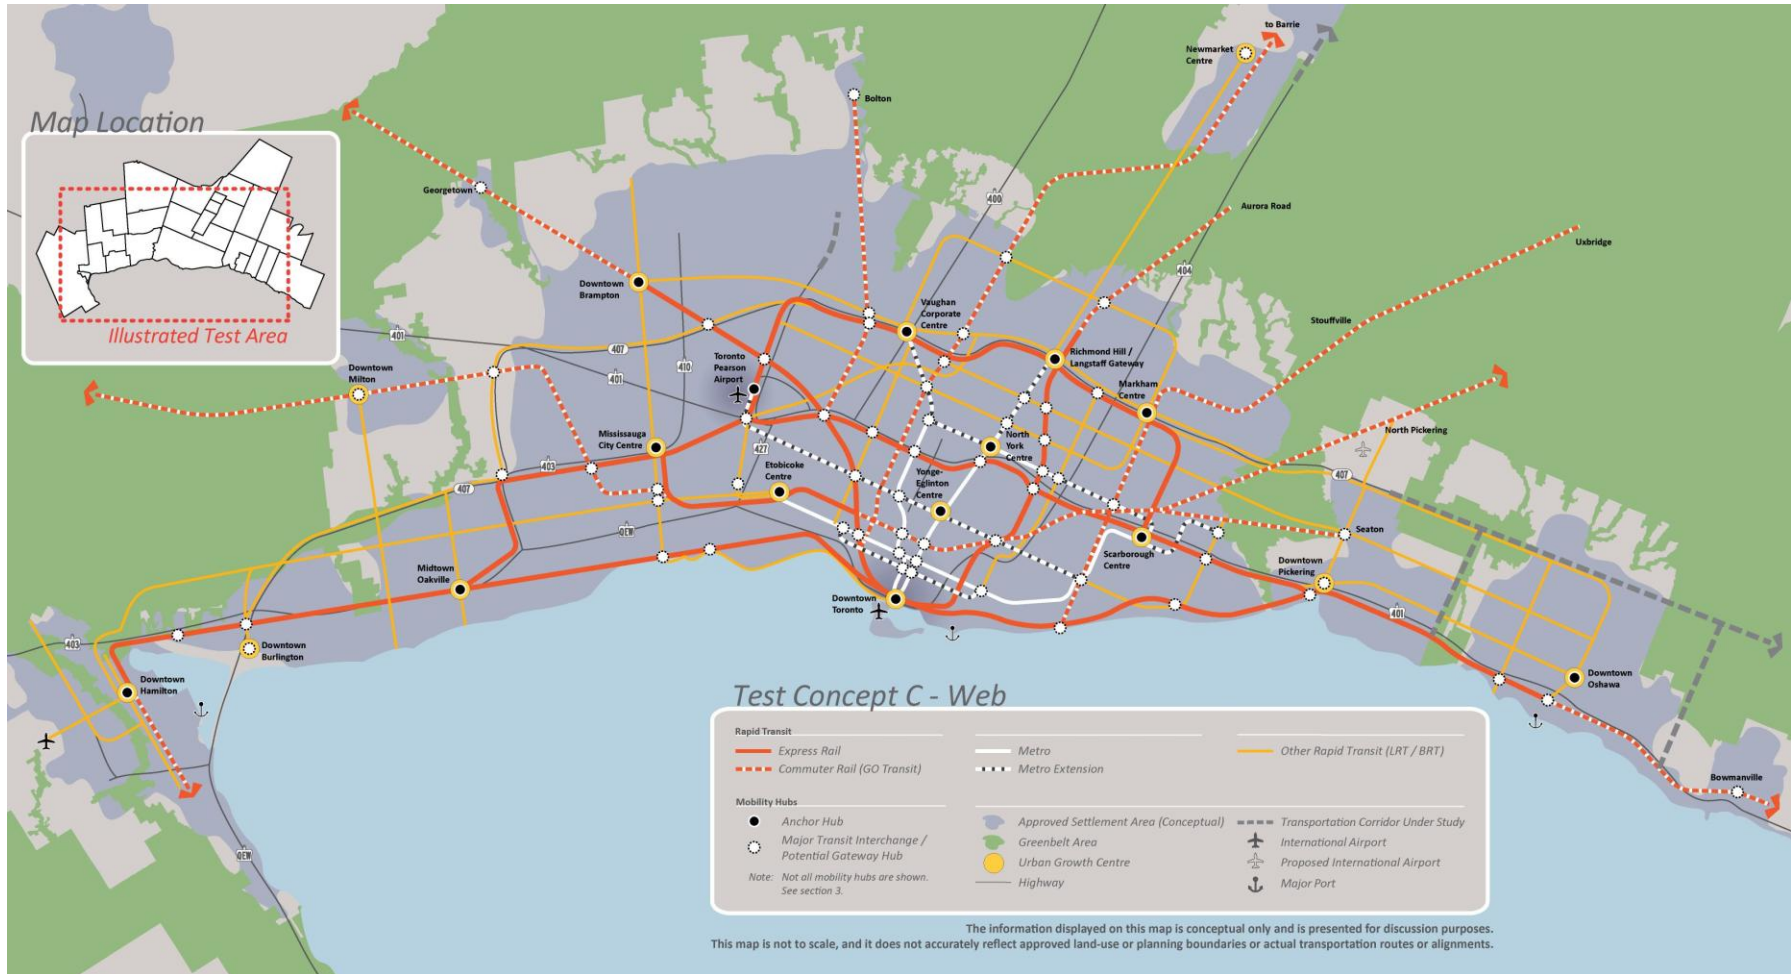 to Barrie
Newmarket
Centre
Bolton
Map Location
Illustrated Test Area
Georgetown
400
Aurora Road
Uxbridge
Downtown
Brampton
404
Vaughan
Corporate
Centre
Stouffville
401
407
410
401
Toronto
Pearson
Airport
Richmond Hill /
Langstaff Gateway
Downtown
Milton
Markham
Centre
Mississauga
City Centre
427
North
York
Centre
North Pickering
403
407
Etobicoke
Centre
Yonge-
Eglinton
Centre
407
QEW
Seaton
Scarborough
Centre
Midtown
Oakville
Downtown
Pickering
Downtown
Toronto
401
403
Downtown
Burlington
Downtown
Hamilton
Downtown
Oshawa
Bowmanville
QEW
Test Concept C - Web
Rapid Transit
Express Rail
Commuter Rail (GO Transit)
Metro
Metro Extension
Other Rapid Transit (LRT / BRT)
Mobility Hubs
Anchor Hub
Major Transit Interchange /
Potential Gateway Hub
Note: Not all mobility hubs are shown.
See section 3.
Approved Settlement Area (Conceptual)
Greenbelt Area
Urban Growth Centre
Highway
Transportation Corridor Under Study
International Airport
Proposed International Airport
Major Port
The information displayed on this map is conceptual only and is presented for discussion purposes.
This map is not to scale, and it does not accurately reflect approved land-use or planning boundaries or actual transportation routes or alignments.